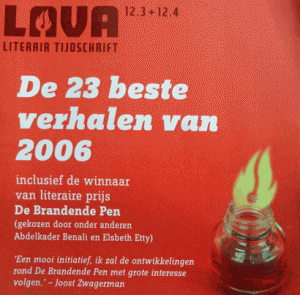 LAVA 12.3 + 12.4
LITERAIR TIJDSCHRIFT
De 23 beste
verhalen van
2006
inclusief de winnaar
van literaire prijs
De Brandende Pen
(gekozen door onder anderen
Abdelkader Benali en Elsbeth Etty)
'Een mooi initiatief, ik zal de ontwikkelingen
rond De Brandende Pen met grote interesse
volgen.' – Joost Zwagerman